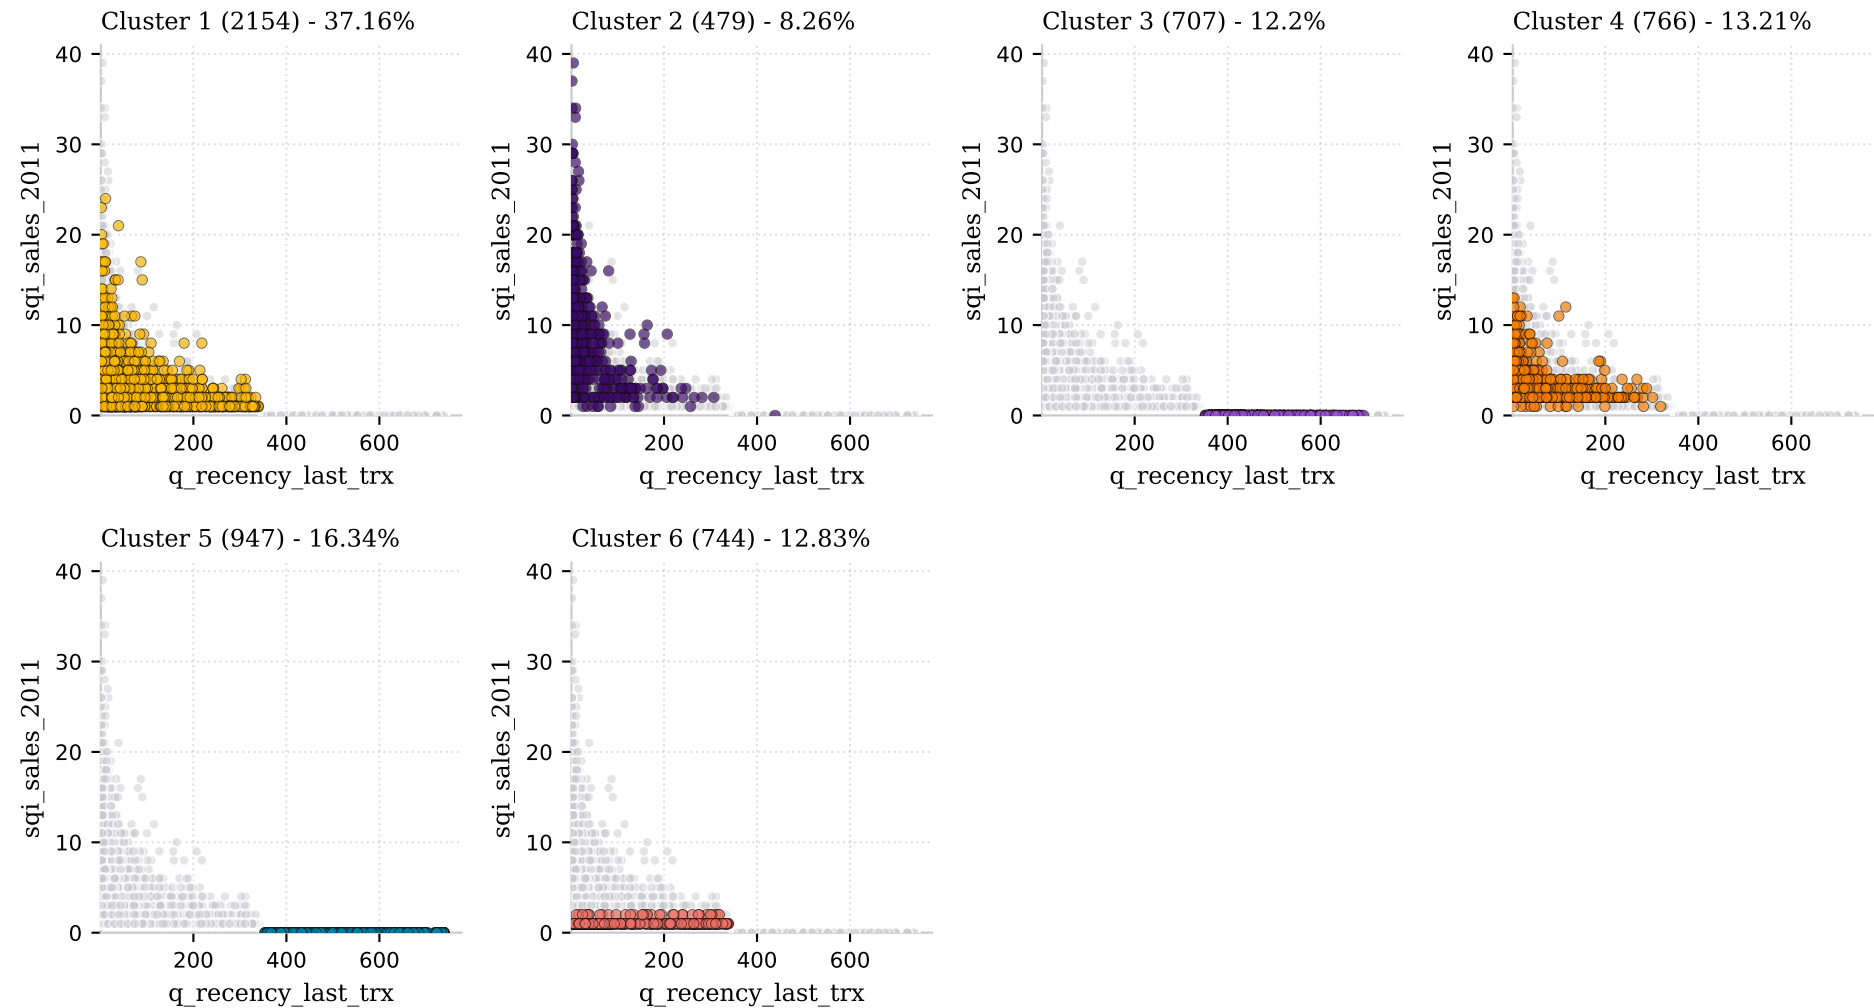 Cluster 1 (2154) - 37.16%
40
30
20
10
0
sqi_sales_2011
200 400 600
q_recency_last_trx
Cluster 2 (479) - 8.26%
40
30
20
10
0
sqi_sales_2011
200 400 600
q_recency_last_trx
Cluster 3 (707) - 12.2%
40
30
20
10
0
sqi_sales_2011
200 400 600
q_recency_last_trx
Cluster 4 (766) - 13.21%
40
30
20
10
0
sqi_sales_2011
200 400 600
q_recency_last_trx
Cluster 5 (947) - 16.34%
40
30
20
10
0
sqi_sales_2011
200 400 600
q_recency_last_trx
Cluster 6 (744) - 12.83%
40
30
20
10
0
sqi_sales_2011
200 400 600
q_recency_last_trx